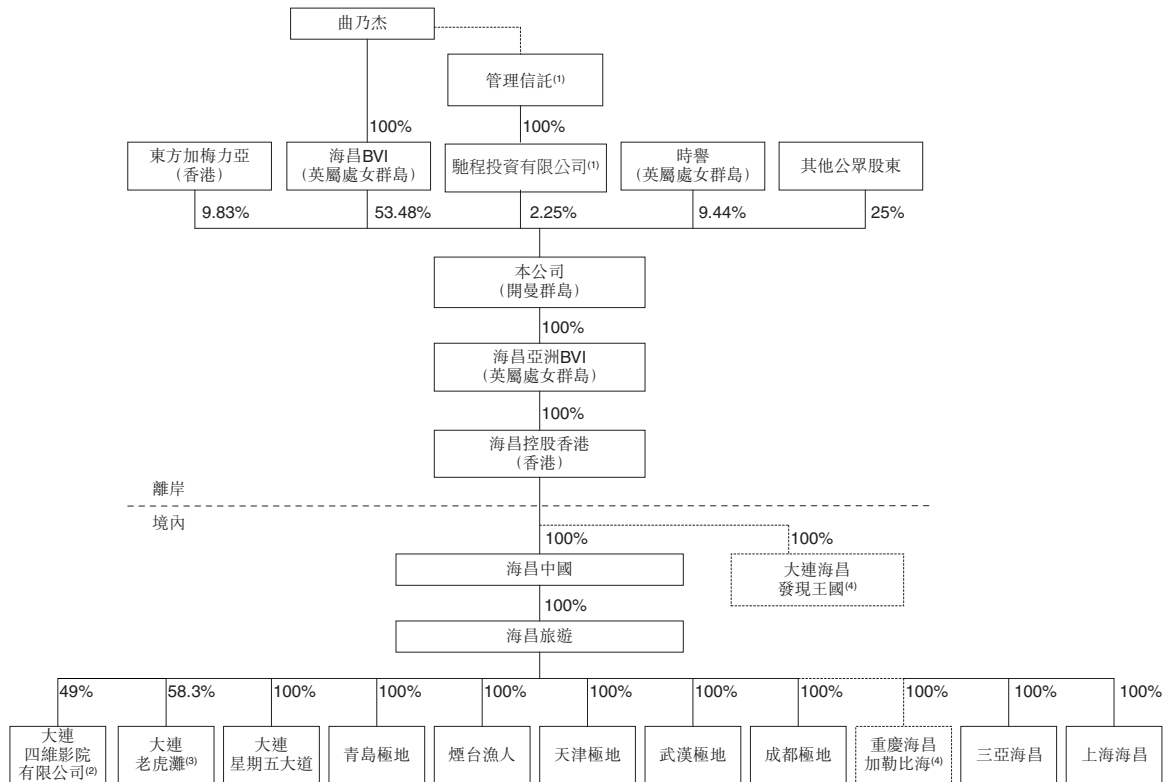 曲乃杰
管理信託(1)
100%
100%
東方加梅力亞
(香港)
海昌BVI
(英屬處女群島)
馳程投資有限公司(1)
時譽
(英屬處女群島)
其他公眾股東
9.83%
53.48%
2.25%
9.44%
25%
本公司
(開曼群島)
100%
海昌亞洲BVI
(英屬處女群島)
100%
海昌控股香港
(香港)
離岸
境內
100%
100%
海昌中國
大連海昌
發現王國(4)
100%
海昌旅遊
49%
58.3%
100%
100%
100%
100%
100%
100%
100%
100%
100%
大連
四維影院
有限公司(2)
大連
老虎灘(3)
大連
星期五大道
青島極地
煙台漁人
天津極地
武漢極地
成都極地
重慶海昌
加勒比海(4)
三亞海昌
上海海昌